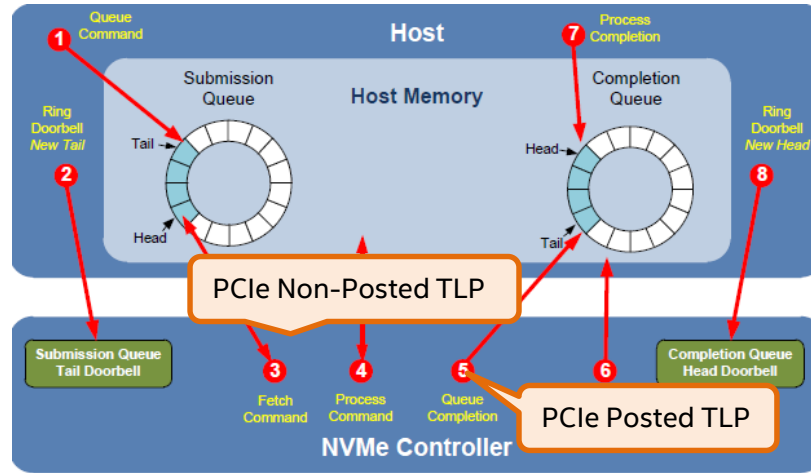 Queue
Command
1
Host
7
Process
Completion
Submission
Queue
Host Memory
Completion
Queue
Ring
Doorbell
New Tail
2
Tail
Head
Head
Tail
Ring
Doorbell
New Head
8
PCIe Non-Posted TLP
Submission Queue
Tail Doorbell
3
Fetch
Command
4
Process
Command
5
Queue
Completion
6
Completion Queue
Head Doorbell
PCIe Posted TLP
NVMe Controller